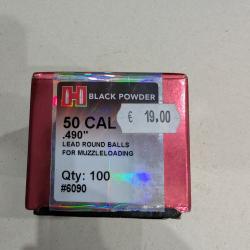 H BLACK POWDER
50 CAL
.490"
€ 19,00
LEAD ROUND BALLS
FOR MUZZLELOADING
Qty: 100
#6090